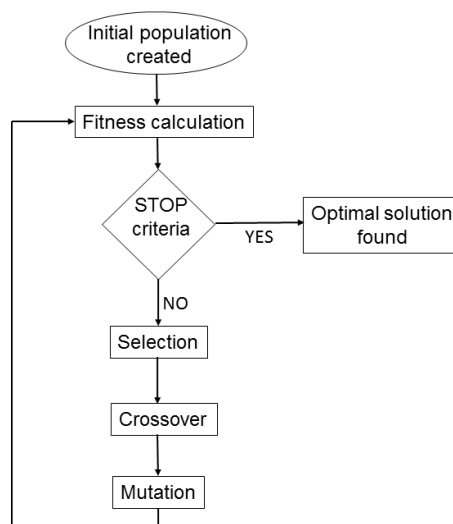 Initial population
created
Fitness calculation
STOP
criteria
YES
Optimal solution
found
NO
Selection
Crossover
Mutation